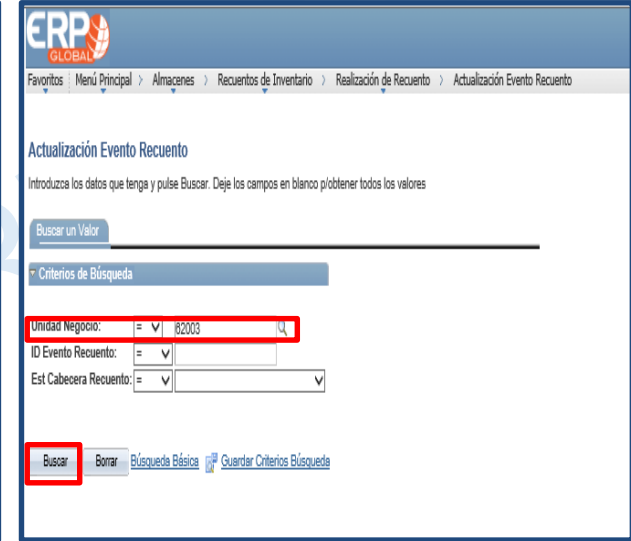 ERP
GLOBAL
Favoritos Menú Principal > Almacenes > Recuentos de Inventario > Realización de Recuento > Actualización Evento Recuento
Actualización Evento Recuento
Introduzca los datos que tenga y pulse Buscar. Deje los campos en blanco p/obtener todos los valores
Buscar un Valor
Criterios de Búsqueda
Unidad Negocio: = 62003
ID Evento Recuento: =
Est Cabecera Recuento: =
Buscar Borrar Búsqueda Básica Guardar Criterios Búsqueda